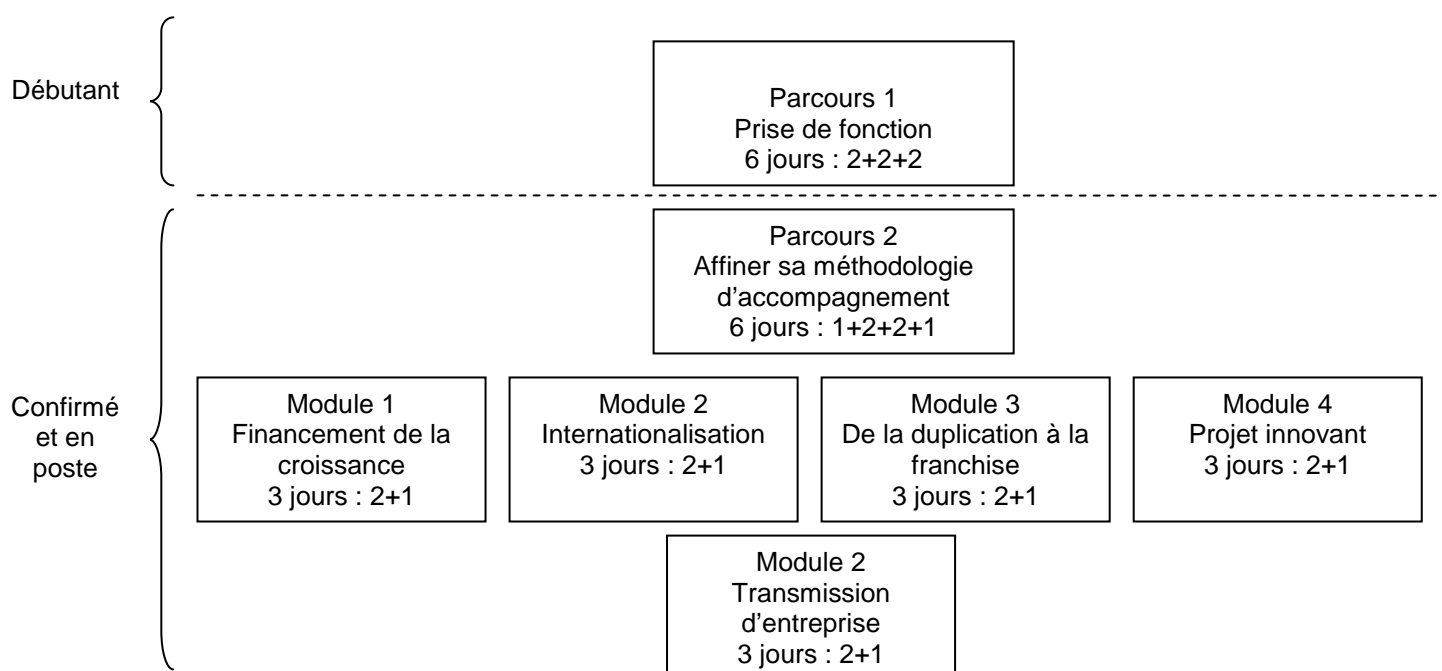 Débutant
Parcours 1
Prise de fonction
6 jours : 2+2+2
Parcours 2
Affiner sa méthodologie
d'accompagnement
6 jours : 1+2+2+1
Confirmé
et en
poste
Module 1
Financement de la
croissance
3 jours : 2+1
Module 2
Internationalisation
3 jours : 2+1
Module 3
De la duplication à la
franchise
3 jours : 2+1
Module 4
Projet innovant
3 jours : 2+1
Module 2
Transmission
d’entreprise
3 jours : 2+1